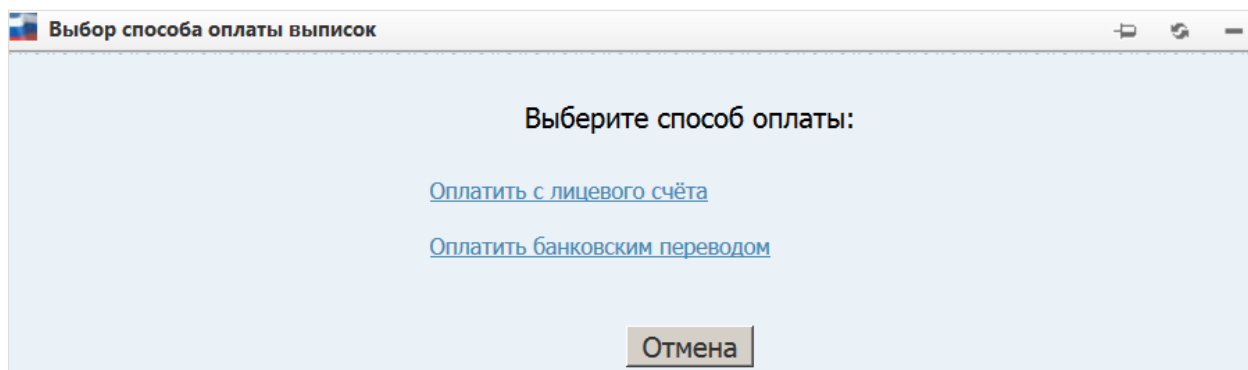 Выбор способа оплаты выписок
Выберите способ оплаты:
Оплатить с лицевого счёта
Оплатить банковским переводом
Отмена